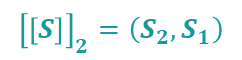 [[S]]₂ = (S₂, S₁)